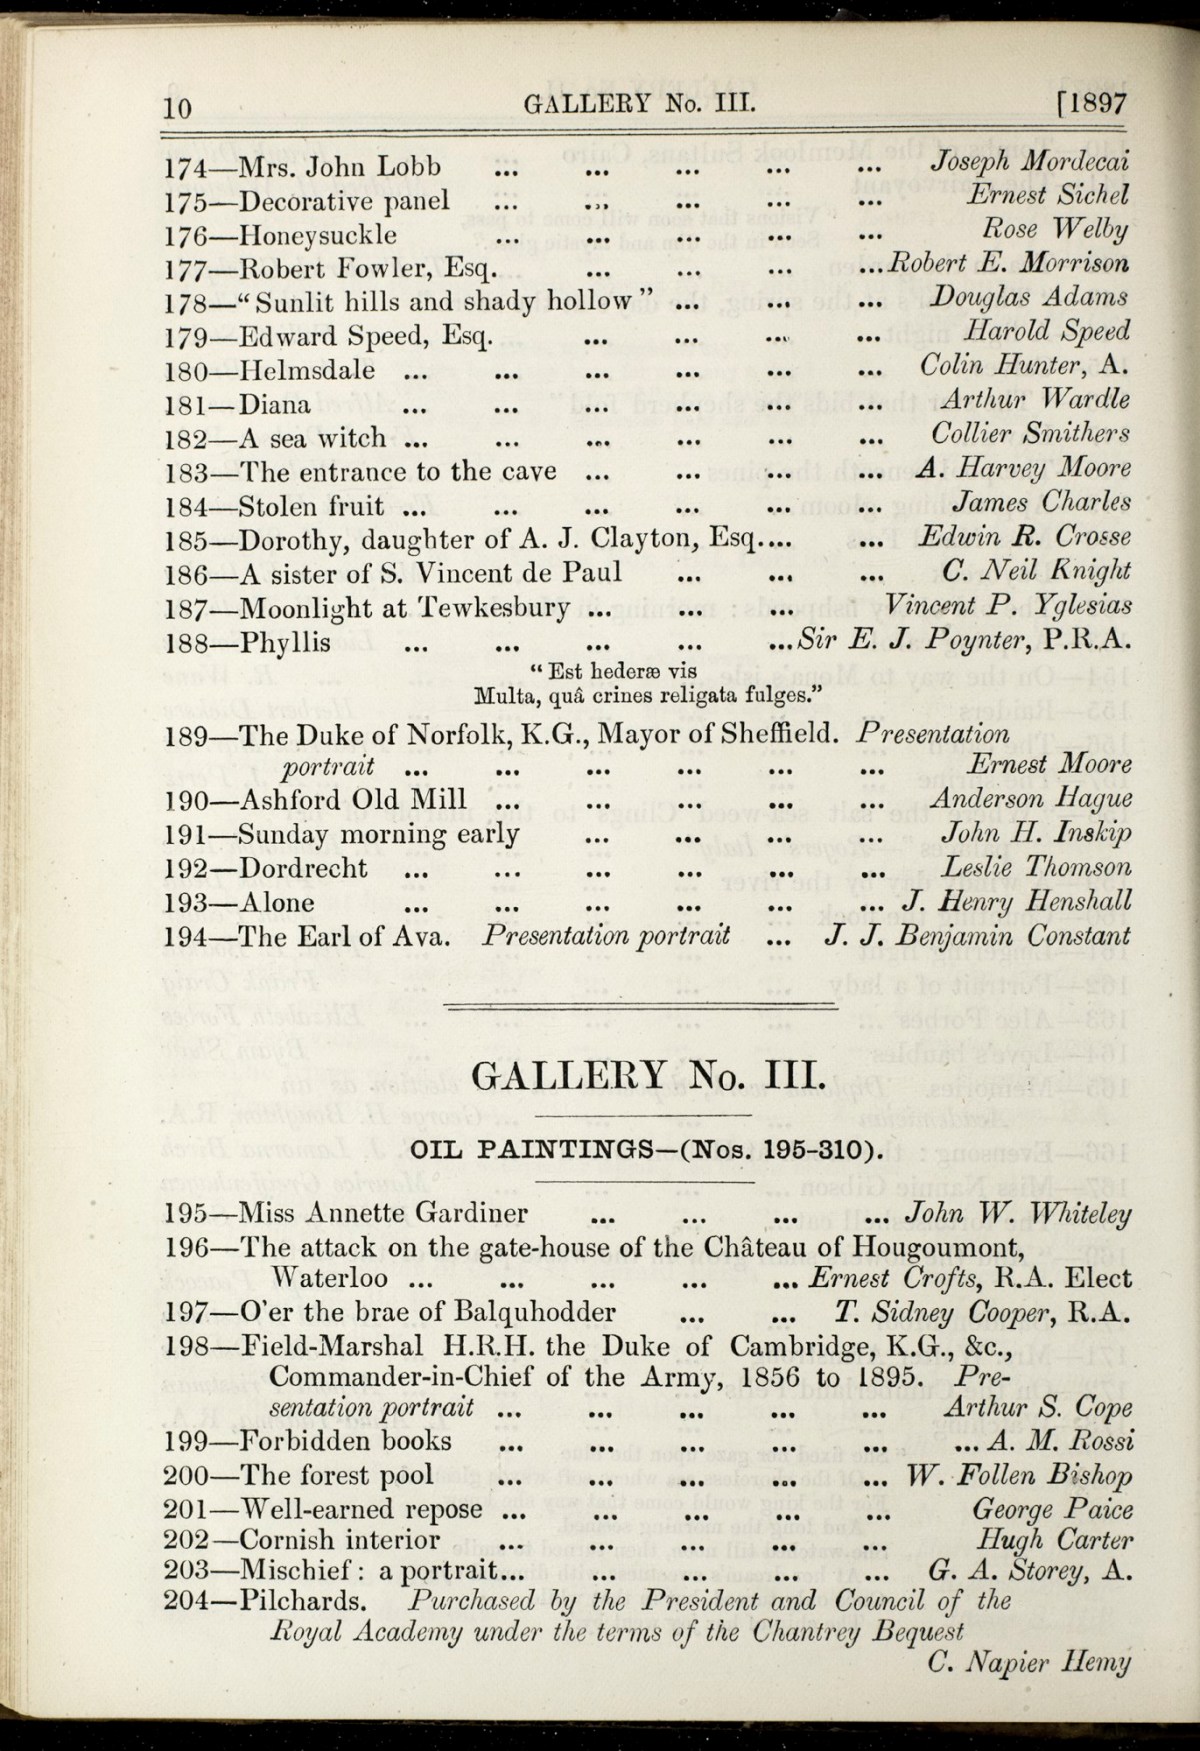 10 GALLERY No. III. [1897
174—Mrs. John Lobb ... ... ... ... ... Joseph Mordecai
175—Decorative panel ... ... ... ... ... Ernest Sichel
176—Honeysuckle ... ... ... ... ... Rose Welby
177—Robert Fowler, Esq. ... ... ... ...Robert E. Morrison
178—“Sunlit hills and shady hollow” ... ... ... Douglas Adams
179—Edward Speed, Esq. ... ... ... ... Harold Speed
180—Helmsdale ... ... ... ... ... ... Colin Hunter, A.
181—Diana ... ... ... ... ... ... Arthur Wardle
182—A sea witch ... ... ... ... ... ... Collier Smithers
183—The entrance to the cave ... ... ... ... A. Harvey Moore
184—Stolen fruit ... ... ... ... ... ... James Charles
185—Dorothy, daughter of A. J. Clayton, Esq.... ... Edwin R. Crosse
186—A sister of S. Vincent de Paul ... ... ... C. Neil Knight
187—Moonlight at Tewkesbury ... ... ... Vincent P. Yglesias
188—Phyllis ... ... ... ... ...Sir E. J. Poynter, P.R.A.
“Est hederæ vis
Multa, quâ crines religata fulges.”
189—The Duke of Norfolk, K.G., Mayor of Sheffield. Presentation
portrait ... ... ... ... ... ... Ernest Moore
190—Ashford Old Mill ... ... ... ... ... Anderson Hague
191—Sunday morning early ... ... ... ... John H. Inskip
192—Dordrecht ... ... ... ... ... ... Leslie Thomson
193—Alone ... ... ... ... ... ... J. Henry Henshall
194—The Earl of Ava. Presentation portrait ... J. J. Benjamin Constant
GALLERY No. III.
OIL PAINTINGS—(Nos. 195-310).
195—Miss Annette Gardiner ... ... ... ... John W. Whiteley
196—The attack on the gate-house of the Château of Hougoumont,
Waterloo ... ... ... ... ... Ernest Crofts, R.A. Elect
197—O'er the brae of Balquhodder ... ... T. Sidney Cooper, R.A.
198—Field-Marshal H.R.H. the Duke of Cambridge, K.G., &c.,
Commander-in-Chief of the Army, 1856 to 1895. Pre-
sentation portrait ... ... ... ... ... Arthur S. Cope
199—Forbidden books ... ... ... ... ... ... A. M. Rossi
200—The forest pool ... ... ... ... ... W. Follen Bishop
201—Well-earned repose ... ... ... ... ... George Paice
202—Cornish interior ... ... ... ... ... Hugh Carter
203—Mischief : a portrait... ... ... ... ... G. A. Storey, A.
204—Pilchards. Purchased by the President and Council of the
Royal Academy under the terms of the Chantrey Bequest
C. Napier Hemy